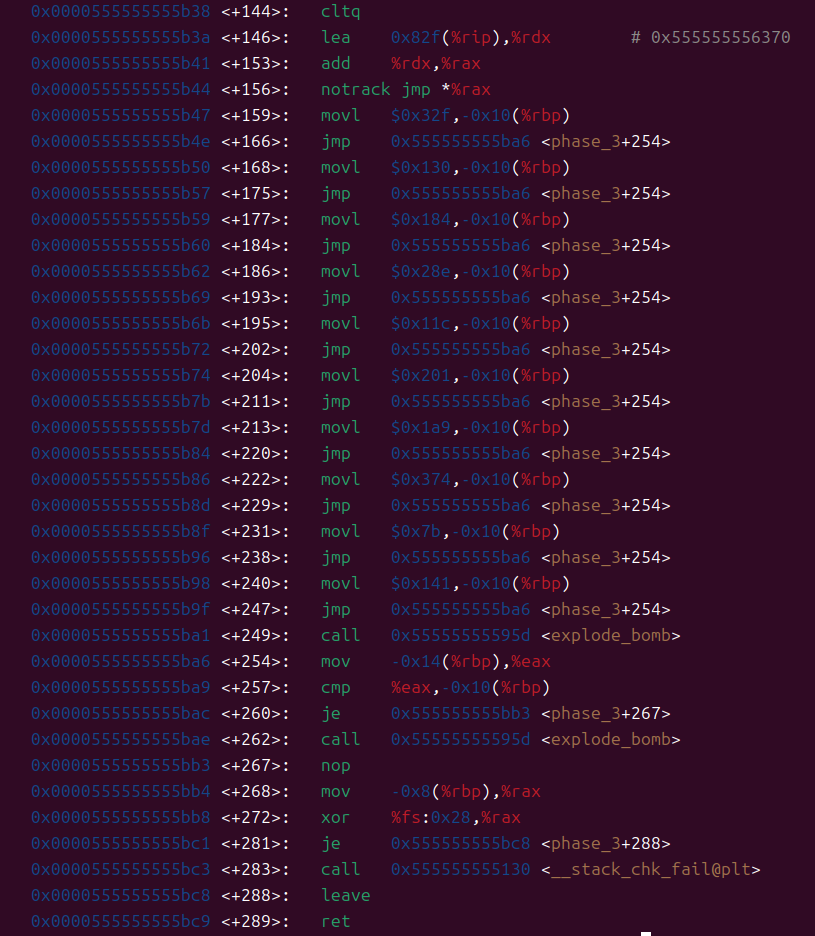 0x0000555555555b38 <+144>: cltq
0x0000555555555b3a <+146>: lea 0x82f(%rip),%rdx # 0x555555556370
0x0000555555555b41 <+153>: add %rdx,%rax
0x0000555555555b44 <+156>: notrack jmp *%rax
0x0000555555555b47 <+159>: movl $0x32f,-0x10(%rbp)
0x0000555555555b4e <+166>: jmp 0x555555555ba6 <phase_3+254>
0x0000555555555b50 <+168>: movl $0x130,-0x10(%rbp)
0x0000555555555b57 <+175>: jmp 0x555555555ba6 <phase_3+254>
0x0000555555555b59 <+177>: movl $0x184,-0x10(%rbp)
0x0000555555555b60 <+184>: jmp 0x555555555ba6 <phase_3+254>
0x0000555555555b62 <+186>: movl $0x28e,-0x10(%rbp)
0x0000555555555b69 <+193>: jmp 0x555555555ba6 <phase_3+254>
0x0000555555555b6b <+195>: movl $0x11c,-0x10(%rbp)
0x0000555555555b72 <+202>: jmp 0x555555555ba6 <phase_3+254>
0x0000555555555b74 <+204>: movl $0x201,-0x10(%rbp)
0x0000555555555b7b <+211>: jmp 0x555555555ba6 <phase_3+254>
0x0000555555555b7d <+213>: movl $0x1a9,-0x10(%rbp)
0x0000555555555b84 <+220>: jmp 0x555555555ba6 <phase_3+254>
0x0000555555555b86 <+222>: movl $0x374,-0x10(%rbp)
0x0000555555555b8d <+229>: jmp 0x555555555ba6 <phase_3+254>
0x0000555555555b8f <+231>: movl $0x7b,-0x10(%rbp)
0x0000555555555b96 <+238>: jmp 0x555555555ba6 <phase_3+254>
0x0000555555555b98 <+240>: movl $0x141,-0x10(%rbp)
0x0000555555555b9f <+247>: jmp 0x555555555ba6 <phase_3+254>
0x0000555555555ba1 <+249>: call 0x55555555595d <explode_bomb>
0x0000555555555ba6 <+254>: mov -0x14(%rbp),%eax
0x0000555555555ba9 <+257>: cmp %eax,-0x10(%rbp)
0x0000555555555bac <+260>: je 0x555555555bb3 <phase_3+267>
0x0000555555555bae <+262>: call 0x55555555595d <explode_bomb>
0x0000555555555bb3 <+267>: nop
0x0000555555555bb4 <+268>: mov -0x8(%rbp),%rax
0x0000555555555bb8 <+272>: xor %fs:0x28,%rax
0x0000555555555bc1 <+281>: je 0x555555555bc8 <phase_3+288>
0x0000555555555bc3 <+283>: call 0x555555555130 <__stack_chk_fail@plt>
0x0000555555555bc8 <+288>: leave
0x0000555555555bc9 <+289>: ret